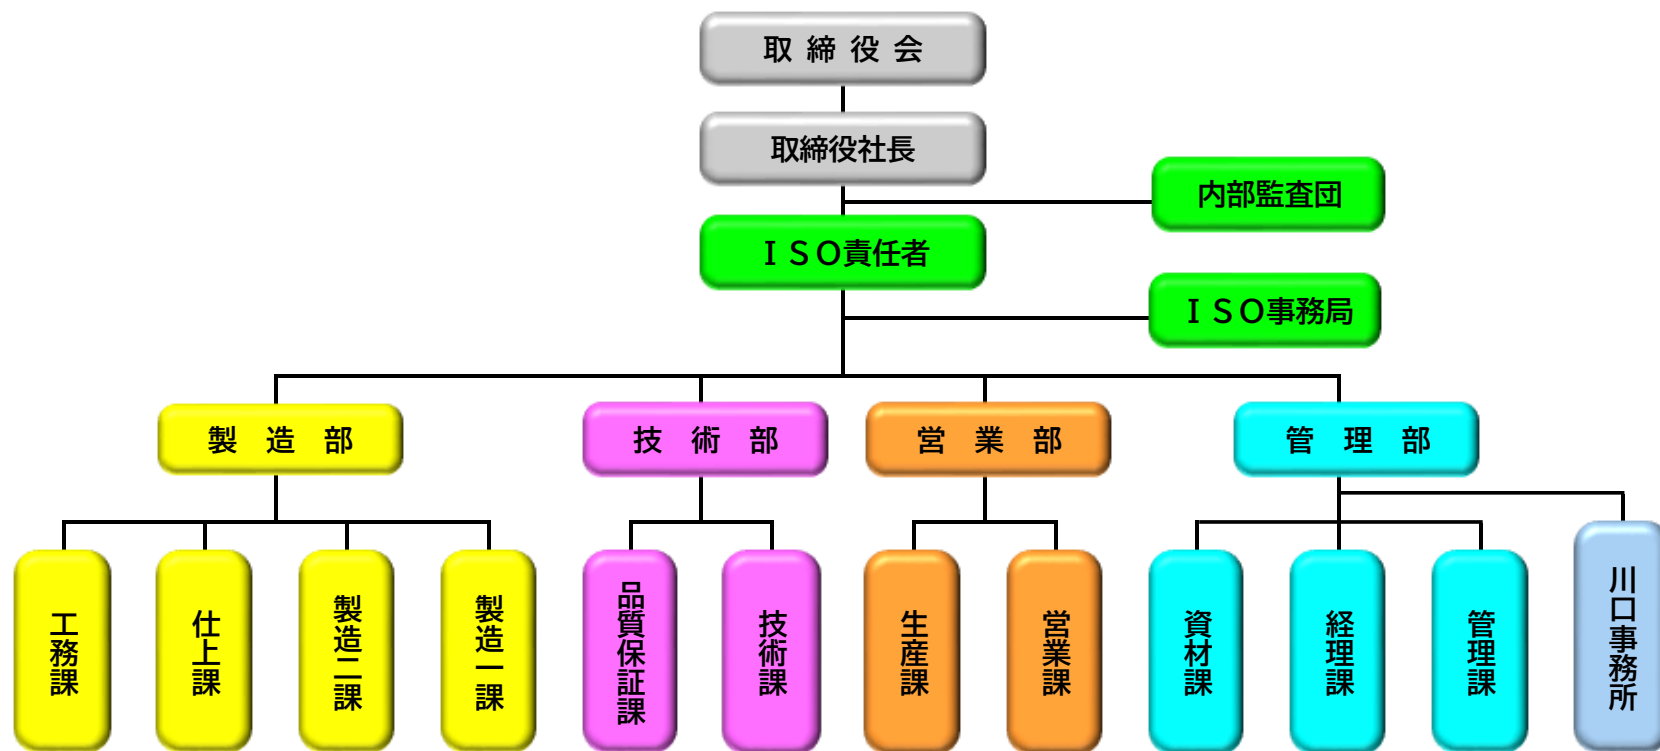 取締役会
取締役社長
内部監査団
ＩＳＯ責任者
ＩＳＯ事務局
製造部
技術部
営業部
管理部
工務課
仕上課
製造二課
製造一課
品質保証課
技術課
生産課
営業課
資材課
経理課
管理課
川口事務所